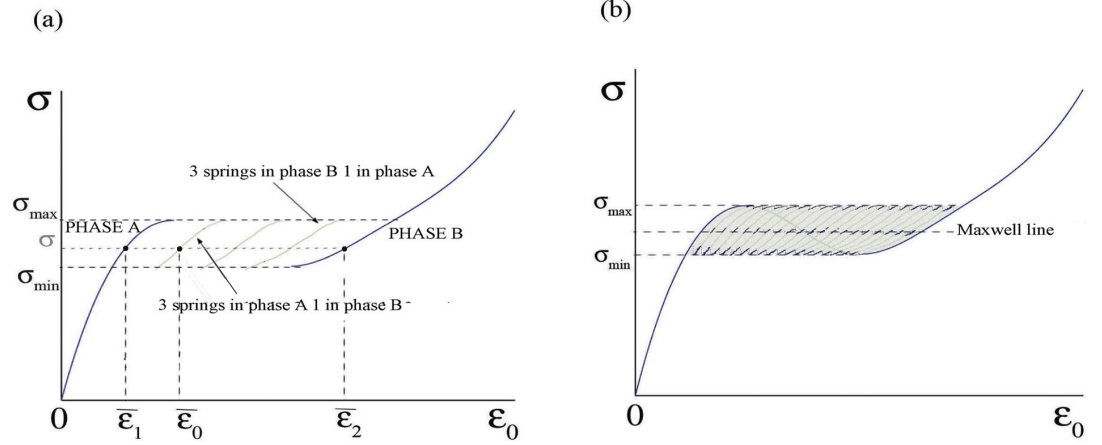 (a)
σ
3 springs in phase B 1 in phase A
σmax
PHASE A
σ
PHASE B
σmin
3 springs in phase A 1 in phase B
0
ε̅1
ε̅0
ε̅2
ε0
(b)
σ
σmax
Maxwell line
σmin
0
ε0